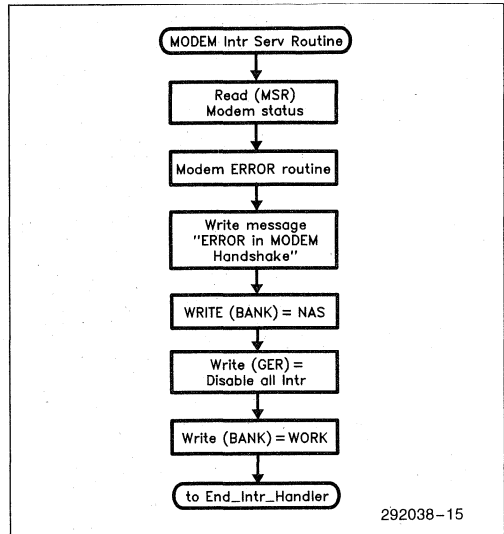 MODEM Intr Serv Routine
Read (MSR)
Modem status
Modem ERROR routine
Write message
"ERROR in MODEM
Handshake"
WRITE (BANK) = NAS
Write (GER) =
Disable all Intr
Write (BANK) = WORK
to End_Intr_Handler
292038-15